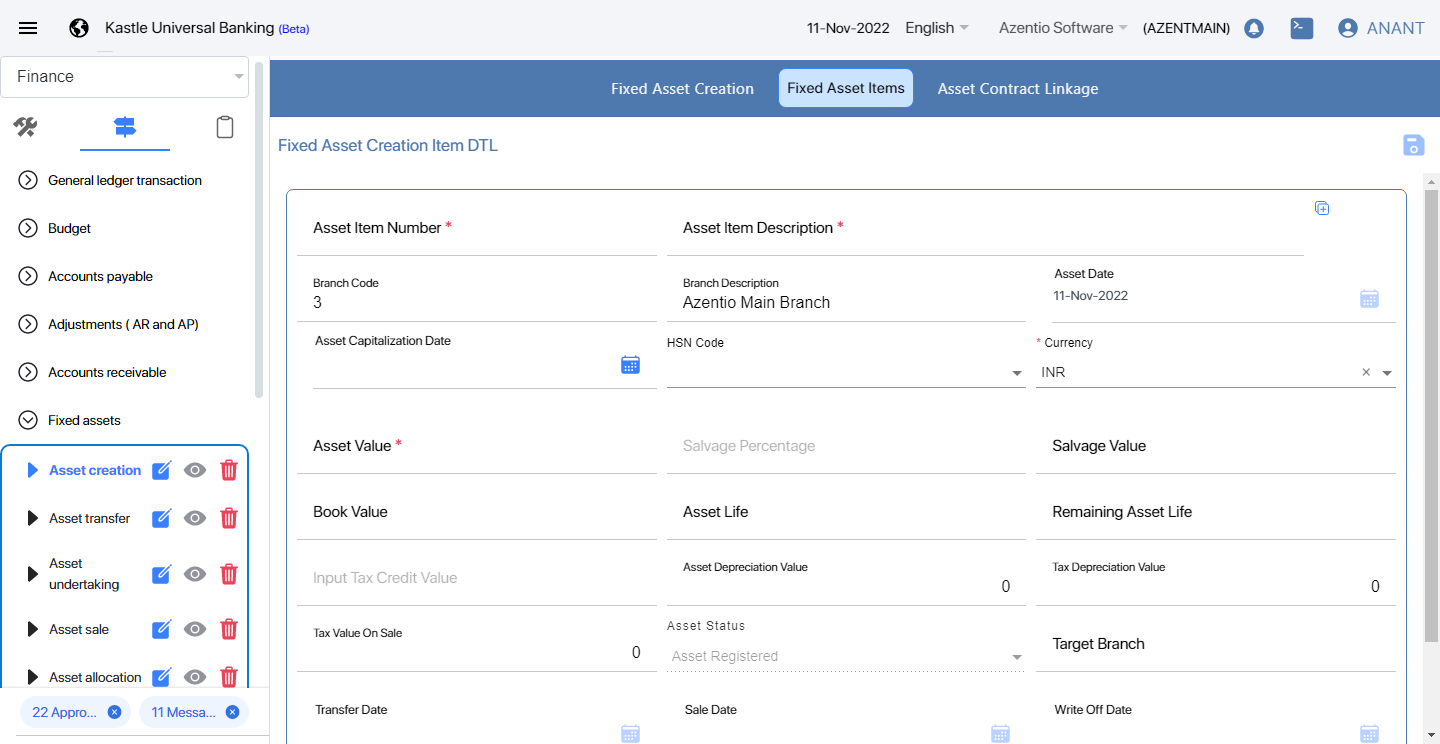 Kastle Universal Banking (Beta)
11-Nov-2022
English
Azentio Software
(AZENTMAIN)
ANANT
Finance
General ledger transaction
Budget
Accounts payable
Adjustments ( AR and AP)
Accounts receivable
Fixed assets
Asset creation
Asset transfer
Asset
undertaking
Asset sale
Asset allocation
22 Appro...
11 Messa...
Fixed Asset Creation
Fixed Asset Items
Asset Contract Linkage
Fixed Asset Creation Item DTL
Asset Item Number *
Asset Item Description *
Branch Code
3
Branch Description
Azentio Main Branch
Asset Date
11-Nov-2022
Asset Capitalization Date
HSN Code
* Currency
INR
Asset Value *
Salvage Percentage
Salvage Value
Book Value
Asset Life
Remaining Asset Life
Input Tax Credit Value
Asset Depreciation Value
0
Tax Depreciation Value
0
Tax Value On Sale
0
Asset Status
Asset Registered
Target Branch
Transfer Date
Sale Date
Write Off Date